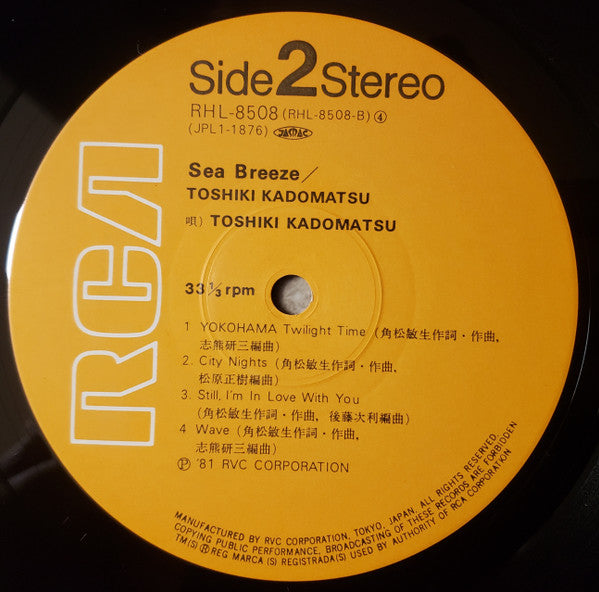 Side 2 Stereo
RHL-8508 (RHL-8508-B) ④
(JPL1-1876) JASRAC
Sea Breeze／
TOSHIKI KADOMATSU
唄） TOSHIKI KADOMATSU
RCA
33⅓ rpm
1 YOKOHAMA Twilight Time (角松敏生作詞・作曲,
志熊研三編曲)
2. City Nights (角松敏生作詞・作曲,
松原正樹編曲)
3. Still, I'm In Love With You
(角松敏生作詞・作曲, 後藤次利編曲)
4 Wave (角松敏生作詞・作曲,
志熊研三編曲)
Ⓟ '81 RVC CORPORATION
MANUFACTURED BY RVC CORPORATION, TOKYO, JAPAN. ALL RIGHTS RESERVED.
COPYING PUBLIC PERFORMANCE, BROADCASTING OF THESE RECORDS ARE FORBIDDEN
TM(S) ® REG MARCA (S) REGISTRADA(S) USED BY AUTHORITY OF RCA CORPORATION